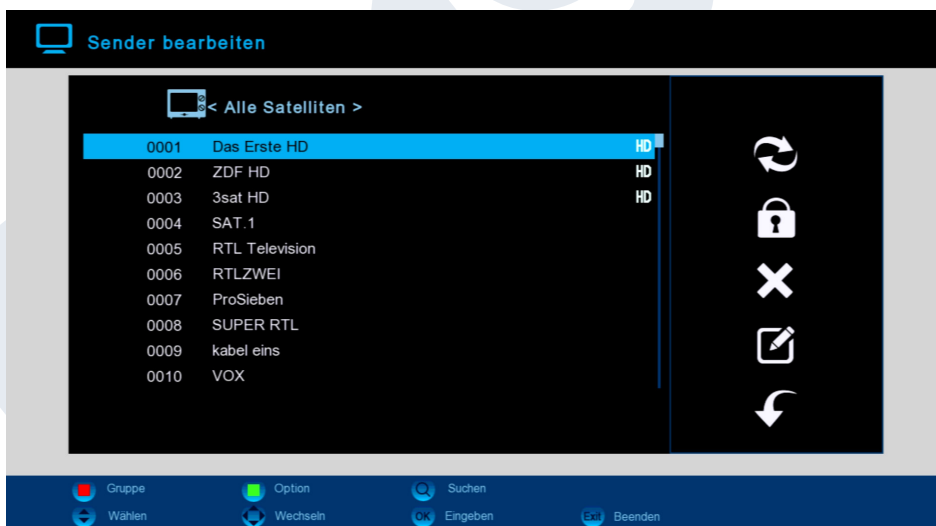 Sender bearbeiten
< Alle Satelliten >
0001 Das Erste HD HD
0002 ZDF HD HD
0003 3sat HD HD
0004 SAT.1
0005 RTL Television
0006 RTLZWEI
0007 ProSieben
0008 SUPER RTL
0009 kabel eins
0010 VOX
Gruppe Option Suchen
Wählen Wechseln OK Eingeben Exit Beenden